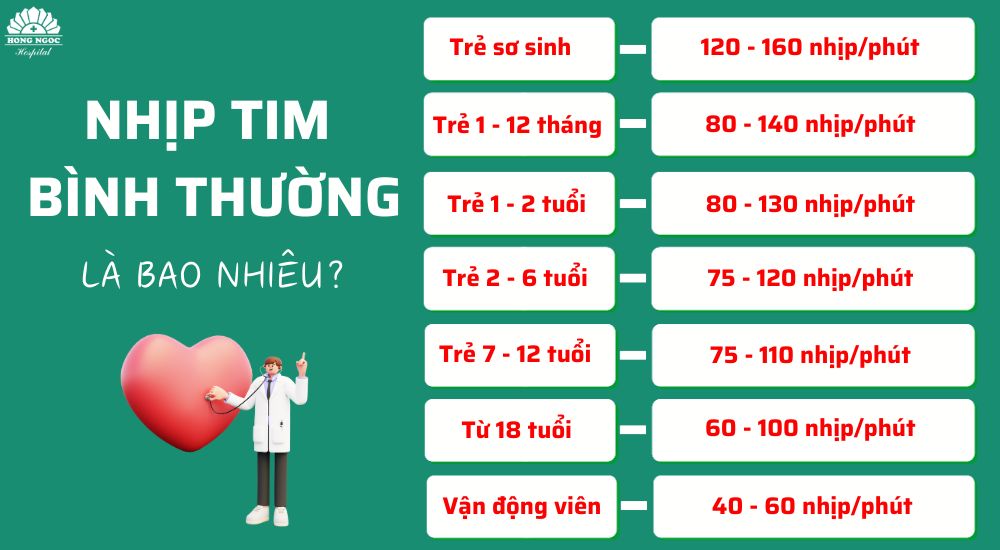 HONG NGOC
Hospital
NHỊP TIM
BÌNH THƯỜNG
LÀ BAO NHIÊU?
Trẻ sơ sinh - 120 - 160 nhịp/phút
Trẻ 1 - 12 tháng - 80 - 140 nhịp/phút
Trẻ 1 - 2 tuổi - 80 - 130 nhịp/phút
Trẻ 2 - 6 tuổi - 75 - 120 nhịp/phút
Trẻ 7 - 12 tuổi - 75 - 110 nhịp/phút
Từ 18 tuổi - 60 - 100 nhịp/phút
Vận động viên - 40 - 60 nhịp/phút